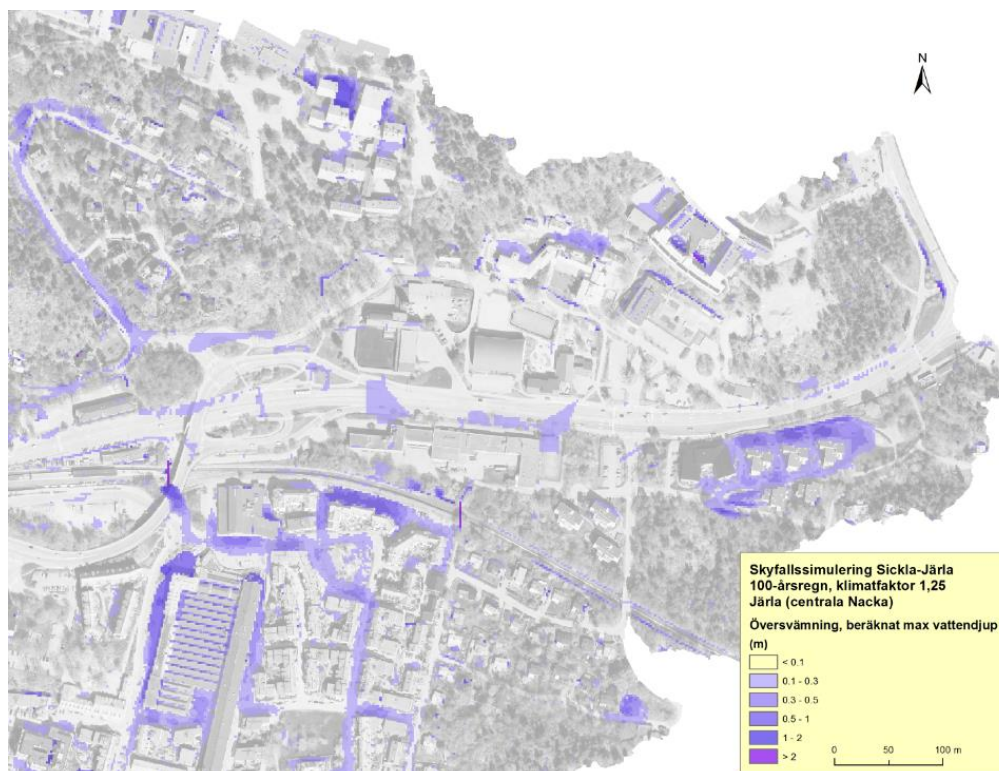 N
Skyfallssimulering Sickla-Järla
100-årsregn, klimatfaktor 1,25
Järla (centrala Nacka)
Översvämning, beräknat max vattendjup
(m)
< 0.1
0.1 - 0.3
0.3 - 0.5
0.5 - 1
1 - 2
> 2
0 50 100 m